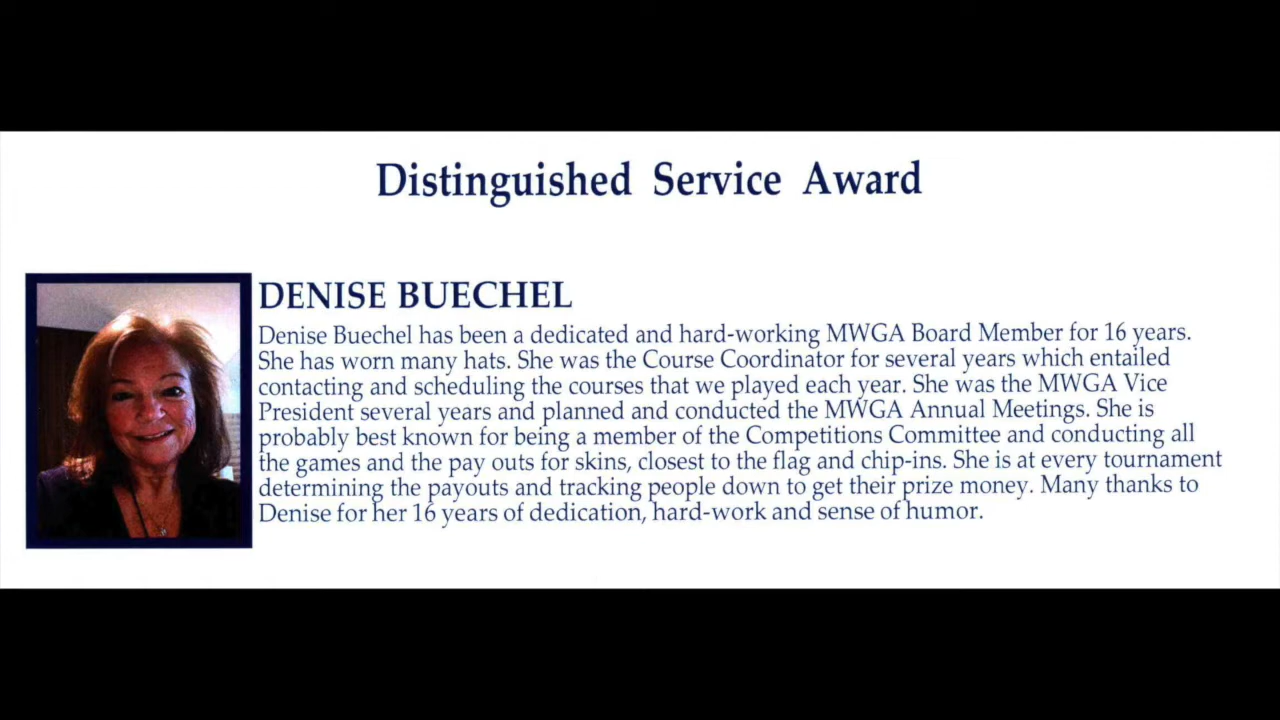 Distinguished Service Award
DENISE BUECHEL
Denise Buechel has been a dedicated and hard-working MWGA Board Member for 16 years.
She has worn many hats. She was the Course Coordinator for several years which entailed
contacting and scheduling the courses that we played each year. She was the MWGA Vice
President several years and planned and conducted the MWGA Annual Meetings. She is
probably best known for being a member of the Competitions Committee and conducting all
the games and the pay outs for skins, closest to the flag and chip-ins. She is at every tournament
determining the payouts and tracking people down to get their prize money. Many thanks to
Denise for her 16 years of dedication, hard-work and sense of humor.